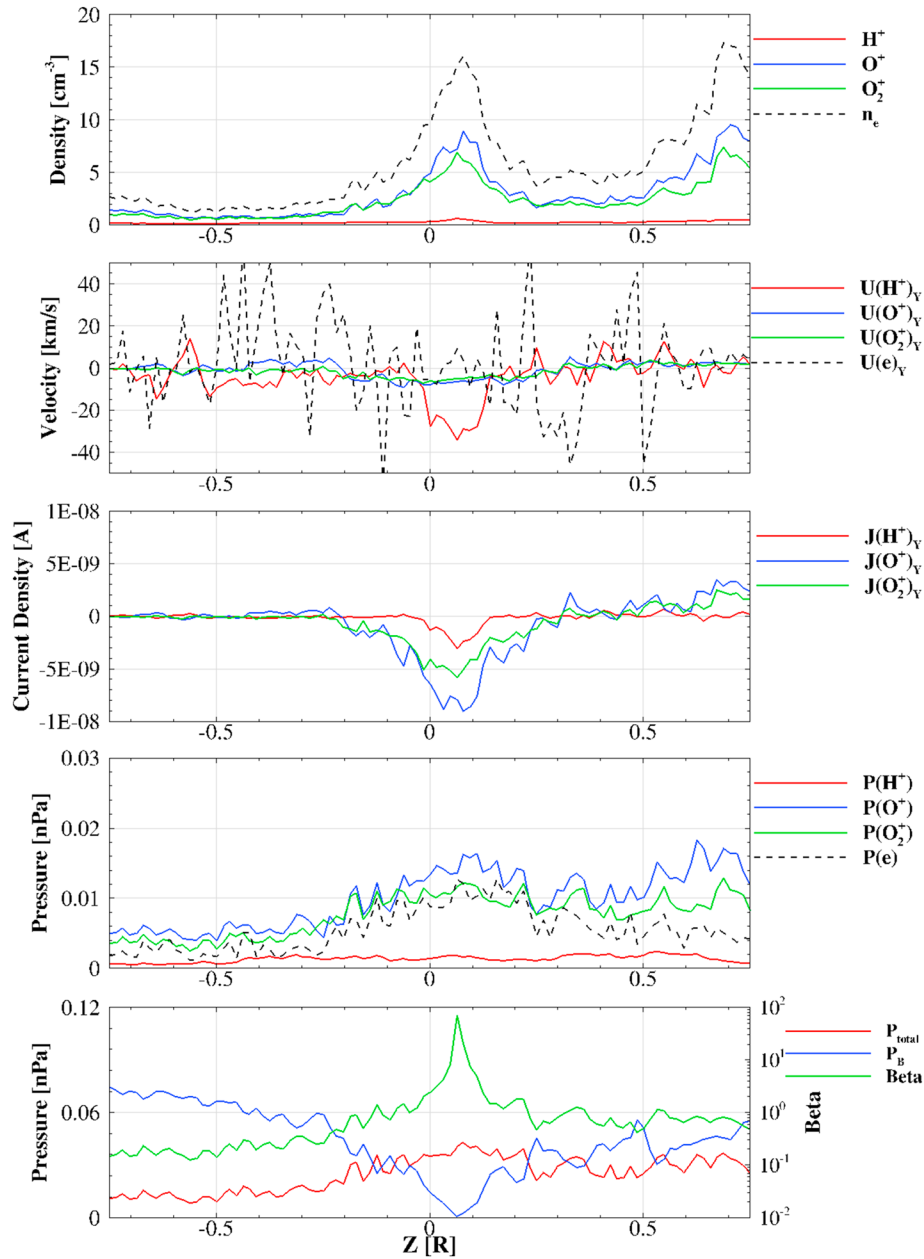 20
15
10
5
0
Density [cm⁻³]
-0.5
0
0.5
H⁺
O⁺
O₂⁺
nₑ
40
20
0
-20
-40
Velocity [km/s]
-0.5
0
0.5
U(H⁺)ᵧ
U(O⁺)ᵧ
U(O₂⁺)ᵧ
U(e)ᵧ
1E-08
5E-09
0
-5E-09
-1E-08
Current Density [A]
-0.5
0
0.5
J(H⁺)ᵧ
J(O⁺)ᵧ
J(O₂⁺)ᵧ
0.03
0.02
0.01
0
Pressure [nPa]
-0.5
0
0.5
P(H⁺)
P(O⁺)
P(O₂⁺)
P(e)
0.12
0.06
0
Pressure [nPa]
-0.5
0
0.5
Z [R]
10²
10¹
10⁰
10⁻¹
10⁻²
Beta
P_total
P_B
Beta